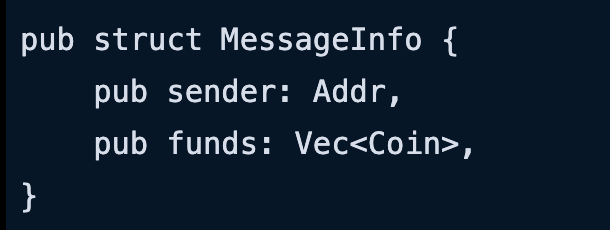 pub struct MessageInfo {
    pub sender: Addr,
    pub funds: Vec<Coin>,
}